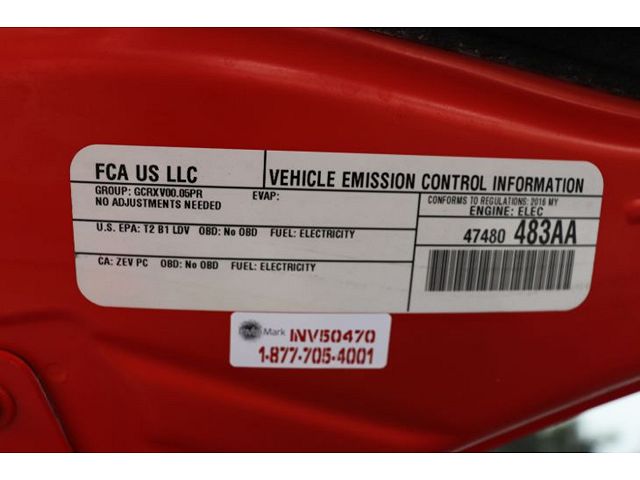 FCA US LLC
VEHICLE EMISSION CONTROL INFORMATION
GROUP: GCRXV00.05PR EVAP:
NO ADJUSTMENTS NEEDED
CONFORMS TO REGULATIONS: 2016 MY
ENGINE: ELEC
U.S. EPA: T2 B1 LDV OBD: No OBD FUEL: ELECTRICITY
47480 483AA
CA: ZEV PC OBD: No OBD FUEL: ELECTRICITY
Mark INV50470
1-877-705-4001